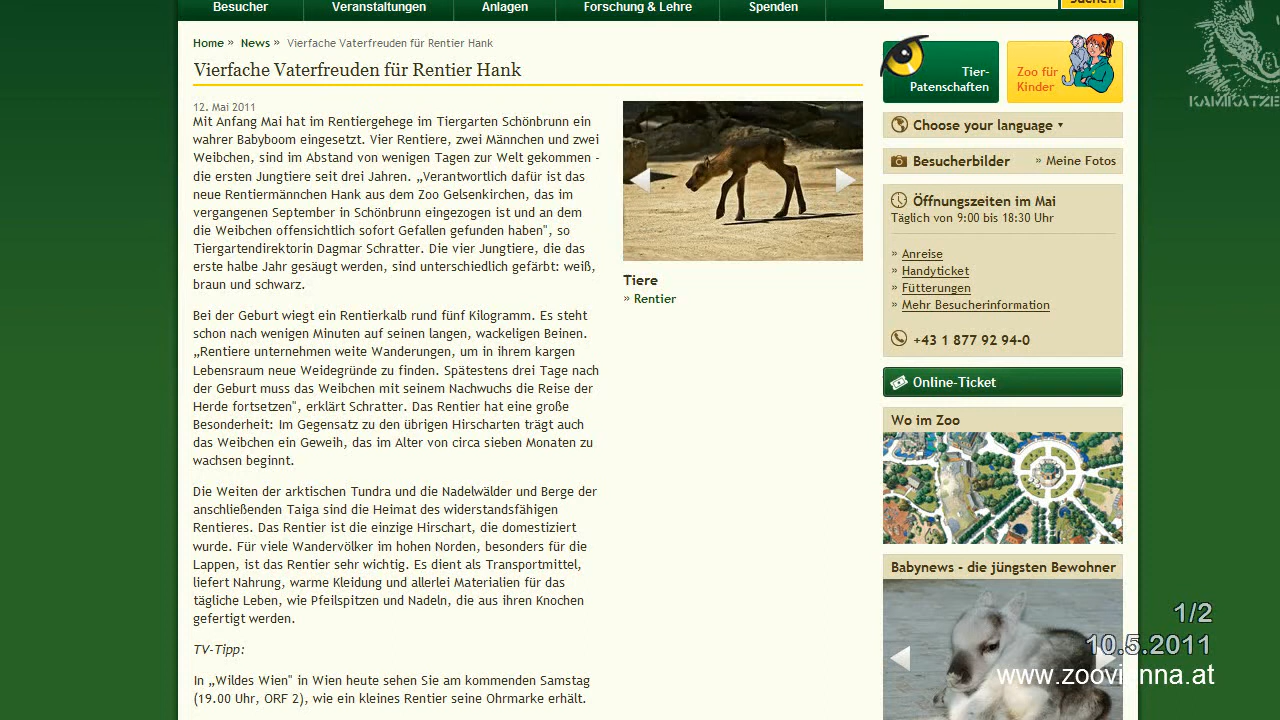 Besucher Veranstaltungen Anlagen Forschung & Lehre Spenden Suchen
KAMIKATZE
Home » News » Vierfache Vaterfreuden für Rentier Hank
Vierfache Vaterfreuden für Rentier Hank
12. Mai 2011
Mit Anfang Mai hat im Rentiergehege im Tiergarten Schönbrunn ein
wahrer Babyboom eingesetzt. Vier Rentiere, zwei Männchen und zwei
Weibchen, sind im Abstand von wenigen Tagen zur Welt gekommen -
die ersten Jungtiere seit drei Jahren. „Verantwortlich dafür ist das
neue Rentiermännchen Hank aus dem Zoo Gelsenkirchen, das im
vergangenen September in Schönbrunn eingezogen ist und an dem
die Weibchen offensichtlich sofort Gefallen gefunden haben", so
Tiergartendirektorin Dagmar Schratter. Die vier Jungtiere, die das
erste halbe Jahr gesäugt werden, sind unterschiedlich gefärbt: weiß,
braun und schwarz.
Bei der Geburt wiegt ein Rentierkalb rund fünf Kilogramm. Es steht
schon nach wenigen Minuten auf seinen langen, wackeligen Beinen.
„Rentiere unternehmen weite Wanderungen, um in ihrem kargen
Lebensraum neue Weidegründe zu finden. Spätestens drei Tage nach
der Geburt muss das Weibchen mit seinem Nachwuchs die Reise der
Herde fortsetzen", erklärt Schratter. Das Rentier hat eine große
Besonderheit: Im Gegensatz zu den übrigen Hirscharten trägt auch
das Weibchen ein Geweih, das im Alter von circa sieben Monaten zu
wachsen beginnt.
Die Weiten der arktischen Tundra und die Nadelwälder und Berge der
anschließenden Taiga sind die Heimat des widerstandsfähigen
Rentieres. Das Rentier ist die einzige Hirschart, die domestiziert
wurde. Für viele Wandervölker im hohen Norden, besonders für die
Lappen, ist das Rentier sehr wichtig. Es dient als Transportmittel,
liefert Nahrung, warme Kleidung und allerlei Materialien für das
tägliche Leben, wie Pfeilspitzen und Nadeln, die aus ihren Knochen
gefertigt werden.
TV-Tipp:
In „Wildes Wien" in Wien heute sehen Sie am kommenden Samstag
(19.00 Uhr, ORF 2), wie ein kleines Rentier seine Ohrmarke erhält.
Tiere
» Rentier
Tier-
Patenschaften
Zoo für
Kinder
Choose your language
Besucherbilder » Meine Fotos
Öffnungszeiten im Mai
Täglich von 9:00 bis 18:30 Uhr
» Anreise
» Handyticket
» Fütterungen
» Mehr Besucherinformation
+43 1 877 92 94-0
Online-Ticket
Wo im Zoo
Babynews - die jüngsten Bewohner
1/2
10.5.2011
www.zoovienna.at